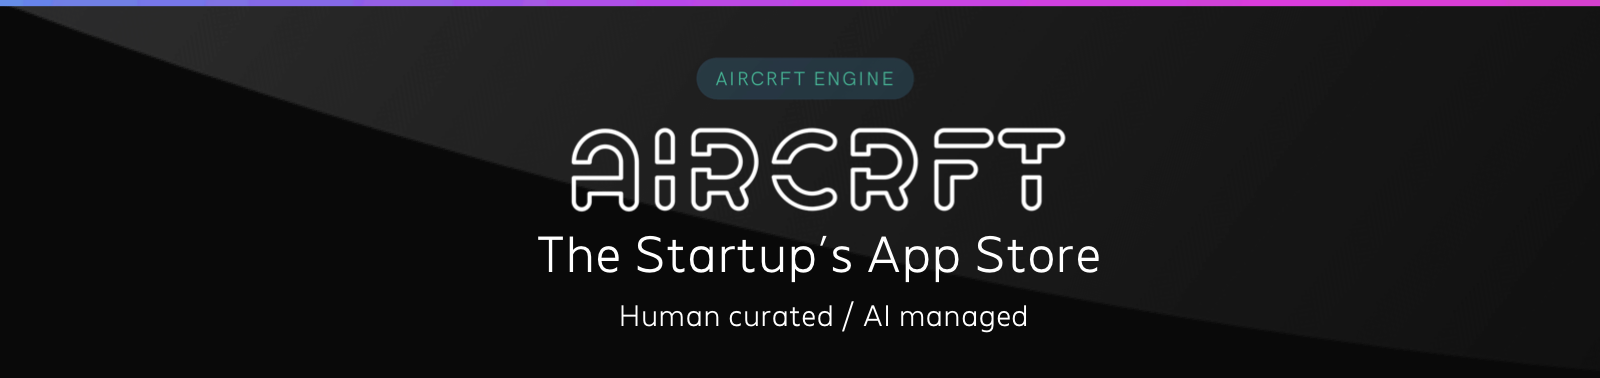 AIRCRFT ENGINE
AIRCRFT
The Startup’s App Store
Human curated / AI managed